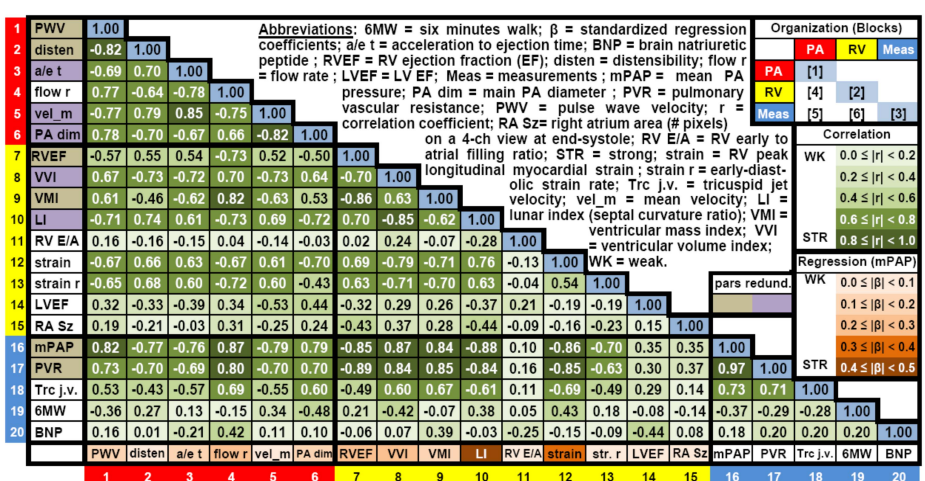 1 PWV 1.00
2 disten -0.82 1.00
3 a/e t -0.69 0.70 1.00
4 flow r 0.77 -0.64 -0.78 1.00
5 vel_m -0.77 0.79 0.85 -0.75 1.00
6 PA dim 0.78 -0.70 -0.67 0.66 -0.82 1.00
7 RVEF -0.57 0.55 0.54 -0.73 0.52 -0.50 1.00
8 VVI 0.67 -0.73 -0.72 0.70 -0.73 0.64 -0.70 1.00
9 VMI 0.61 -0.46 -0.62 0.82 -0.63 0.53 -0.86 0.63 1.00
10 LI -0.71 0.74 0.61 -0.73 0.69 -0.72 0.70 -0.85 -0.62 1.00
11 RV E/A 0.16 -0.16 -0.15 0.04 -0.14 -0.03 0.02 0.24 -0.07 -0.28 1.00
12 strain -0.67 0.66 0.63 -0.67 0.61 -0.70 0.69 -0.79 -0.71 0.76 -0.13 1.00
13 strain r -0.65 0.68 0.60 -0.72 0.60 -0.43 0.63 -0.71 -0.70 0.63 -0.04 0.54 1.00
14 LVEF 0.32 -0.33 -0.39 0.34 -0.53 0.44 -0.32 0.29 0.26 -0.37 0.21 -0.19 -0.19 1.00
15 RA Sz 0.19 -0.21 -0.03 0.31 -0.25 0.24 -0.43 0.37 0.28 -0.44 -0.09 -0.16 -0.23 0.15 1.00
16 mPAP 0.82 -0.77 -0.76 0.87 -0.79 0.79 -0.85 0.87 0.84 -0.88 0.10 -0.86 -0.70 0.35 0.35 1.00
17 PVR 0.73 -0.70 -0.69 0.80 -0.70 0.70 -0.89 0.84 0.85 -0.84 0.16 -0.85 -0.63 0.30 0.37 0.97 1.00
18 Trc j.v. 0.53 -0.43 -0.57 0.69 -0.55 0.60 -0.49 0.60 0.67 -0.61 0.11 -0.69 -0.49 0.29 0.14 0.73 0.71 1.00
19 6MW -0.36 0.27 0.13 -0.15 0.34 -0.48 0.21 -0.42 -0.07 0.38 0.05 0.43 0.18 -0.08 -0.14 -0.37 -0.29 -0.28 1.00
20 BNP 0.16 0.01 -0.21 0.42 0.11 0.10 -0.06 0.07 0.39 -0.03 -0.25 -0.15 -0.09 -0.44 0.08 0.18 0.20 0.20 0.20 1.00
PWV disten a/e t flow r vel_m PA dim RVEF VVI VMI LI RV E/A strain str. r LVEF RA Sz mPAP PVR Trc j.v. 6MW BNP
1 2 3 4 5 6 7 8 9 10 11 12 13 14 15 16 17 18 19 20
Abbreviations: 6MW = six minutes walk; β = standardized regression
coefficients; a/e t = acceleration to ejection time; BNP = brain natriuretic
peptide ; RVEF = RV ejection fraction (EF); disten = distensibility; flow r
= flow rate ; LVEF = LV EF; Meas = measurements ; mPAP = mean PA
pressure; PA dim = main PA diameter ; PVR = pulmonary
vascular resistance; PWV = pulse wave velocity; r =
correlation coefficient; RA Sz= right atrium area (# pixels)
on a 4-ch view at end-systole; RV E/A = RV early to
atrial filling ratio; STR = strong; strain = RV peak
longitudinal myocardial strain ; strain r = early-diast-
olic strain rate; Trc j.v. = tricuspid jet
velocity; vel_m = mean velocity; LI =
lunar index (septal curvature ratio); VMI =
ventricular mass index; VVI
= ventricular volume index;
WK = weak.
Organization (Blocks)
PA RV Meas
PA [1]
RV [4] [2]
Meas [5] [6] [3]
Correlation
WK 0.0 ≤ |r| < 0.2
0.2 ≤ |r| < 0.4
0.4 ≤ |r| < 0.6
0.6 ≤ |r| < 0.8
STR 0.8 ≤ |r| < 1.0
Regression (mPAP)
WK 0.0 ≤ |β| < 0.1
0.1 ≤ |β| < 0.2
0.2 ≤ |β| < 0.3
0.3 ≤ |β| < 0.4
STR 0.4 ≤ |β| < 0.5
pars redund.